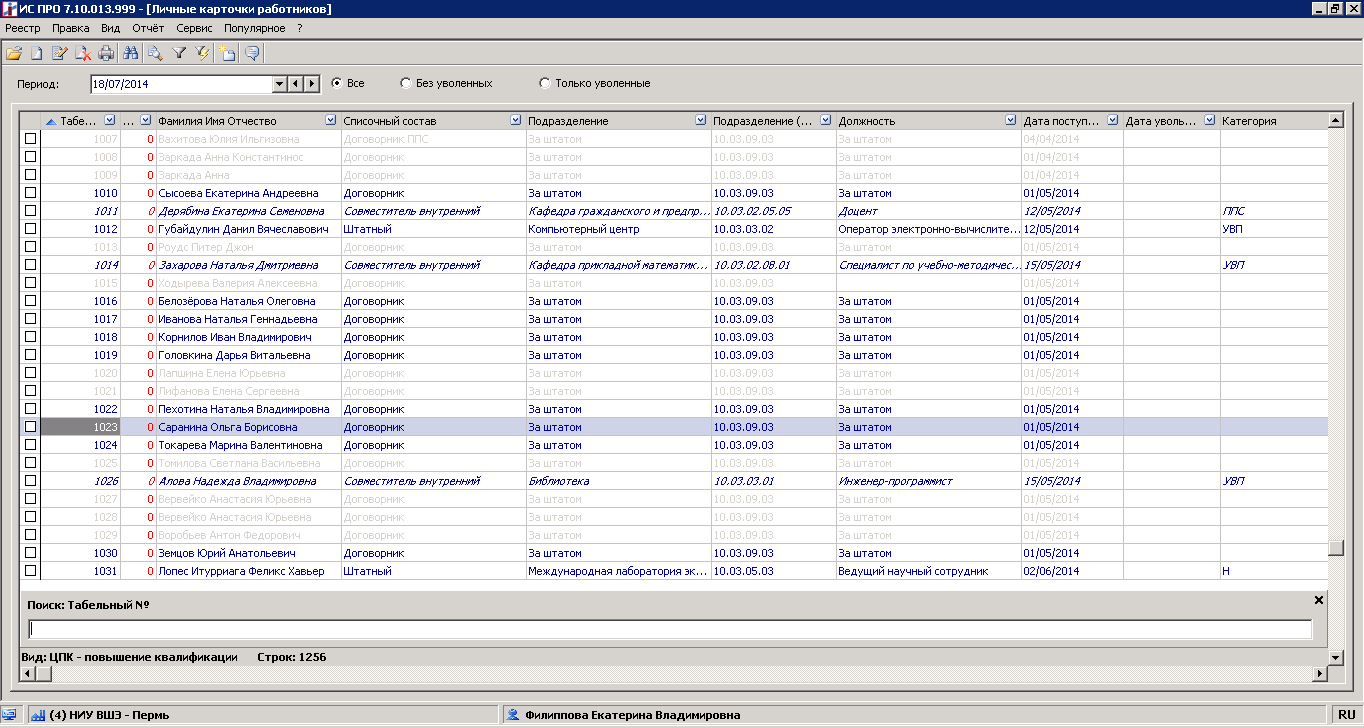 ИС ПРО 7.10.013.999 - [Личные карточки работников]
Реестр Правка Вид Отчёт Сервис Популярное ?
Период: 18/07/2014 Все Без уволенных Только уволенные
Табе... ... Фамилия Имя Отчество Списочный состав Подразделение Подразделение (... Должность Дата поступ... Дата уволь... Категория
1007 0 Вахитова Юлия Ильгизовна Договорник ППС За штатом 10.03.09.03 За штатом 04/04/2014
1008 0 Заркада Анна Константинос Договорник За штатом 10.03.09.03 За штатом 01/04/2014
1009 0 Заркада Анна Договорник За штатом 10.03.09.03 За штатом 01/04/2014
1010 0 Сысоева Екатерина Андреевна Договорник За штатом 10.03.09.03 За штатом 01/05/2014
1011 0 Дерябина Екатерина Семеновна Совместитель внутренний Кафедра гражданского и предпр... 10.03.02.05.05 Доцент 12/05/2014 ППС
1012 0 Губайдулин Данил Вячеславович Штатный Компьютерный центр 10.03.03.02 Оператор электронно-вычислите... 12/05/2014 УВП
1013 0 Роудс Питер Джон Договорник За штатом 10.03.09.03 За штатом 01/05/2014
1014 0 Захарова Наталья Дмитриевна Совместитель внутренний Кафедра прикладной математик... 10.03.02.08.01 Специалист по учебно-методичес... 15/05/2014 УВП
1015 0 Ходырева Валерия Алексеевна Договорник За штатом 10.03.09.03 01/05/2014
1016 0 Белозёрова Наталья Олеговна Договорник За штатом 10.03.09.03 За штатом 01/05/2014
1017 0 Иванова Наталья Геннадьевна Договорник За штатом 10.03.09.03 За штатом 01/05/2014
1018 0 Корнилов Иван Владимирович Договорник За штатом 10.03.09.03 За штатом 01/05/2014
1019 0 Головкина Дарья Витальевна Договорник За штатом 10.03.09.03 За штатом 01/05/2014
1020 0 Лапшина Елена Юрьевна Договорник За штатом 10.03.09.03 За штатом 01/05/2014
1021 0 Лифанова Елена Сергеевна Договорник За штатом 10.03.09.03 За штатом 01/05/2014
1022 0 Пехотина Наталья Владимировна Договорник За штатом 10.03.09.03 За штатом 01/05/2014
1023 0 Саранина Ольга Борисовна Договорник За штатом 10.03.09.03 За штатом 01/05/2014
1024 0 Токарева Марина Валентиновна Договорник За штатом 10.03.09.03 За штатом 01/05/2014
1025 0 Томилова Светлана Васильевна Договорник За штатом 10.03.09.03 За штатом 01/05/2014
1026 0 Алова Надежда Владимировна Совместитель внутренний Библиотека 10.03.03.01 Инженер-программист 15/05/2014 УВП
1027 0 Вервейко Анастасия Юрьевна Договорник За штатом 10.03.09.03 За штатом 01/05/2014
1028 0 Вервейко Анастасия Юрьевна Договорник За штатом 10.03.09.03 За штатом 01/05/2014
1029 0 Воробьев Антон Федорович Договорник За штатом 10.03.09.03 За штатом 01/05/2014
1030 0 Земцов Юрий Анатольевич Договорник За штатом 10.03.09.03 За штатом 01/05/2014
1031 0 Лопес Итурриага Феликс Хавьер Штатный Международная лаборатория эк... 10.03.05.03 Ведущий научный сотрудник 02/06/2014 Н
Поиск: Табельный №
Вид: ЦПК - повышение квалификации Строк: 1256
(4) НИУ ВШЭ - Пермь Филиппова Екатерина Владимировна RU